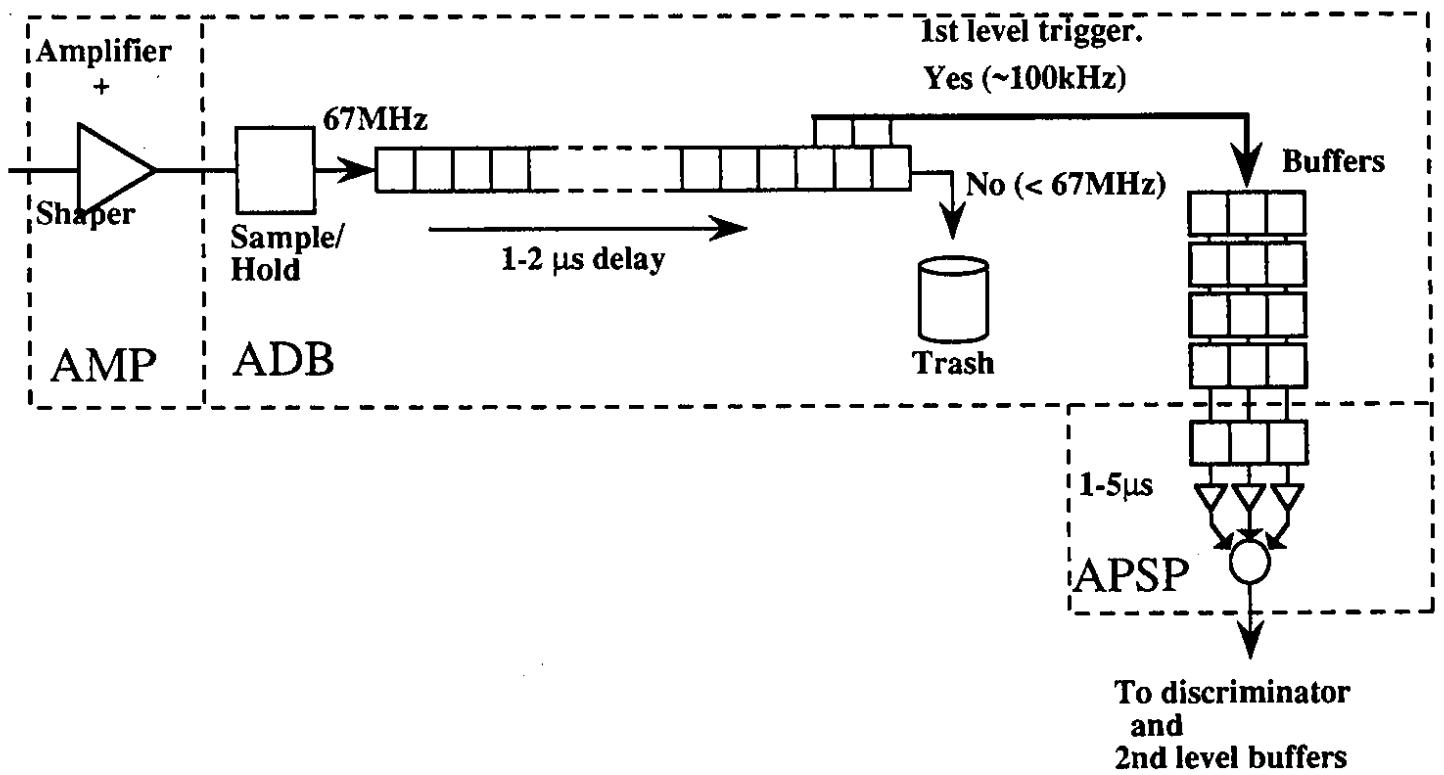 Amplifier
+
Shaper
AMP
67MHz
Sample/
Hold
ADB
1-2 μs delay
1st level trigger.
Yes (~100kHz)
No (< 67MHz)
Trash
Buffers
1-5μs
APSP
To discriminator
and
2nd level buffers